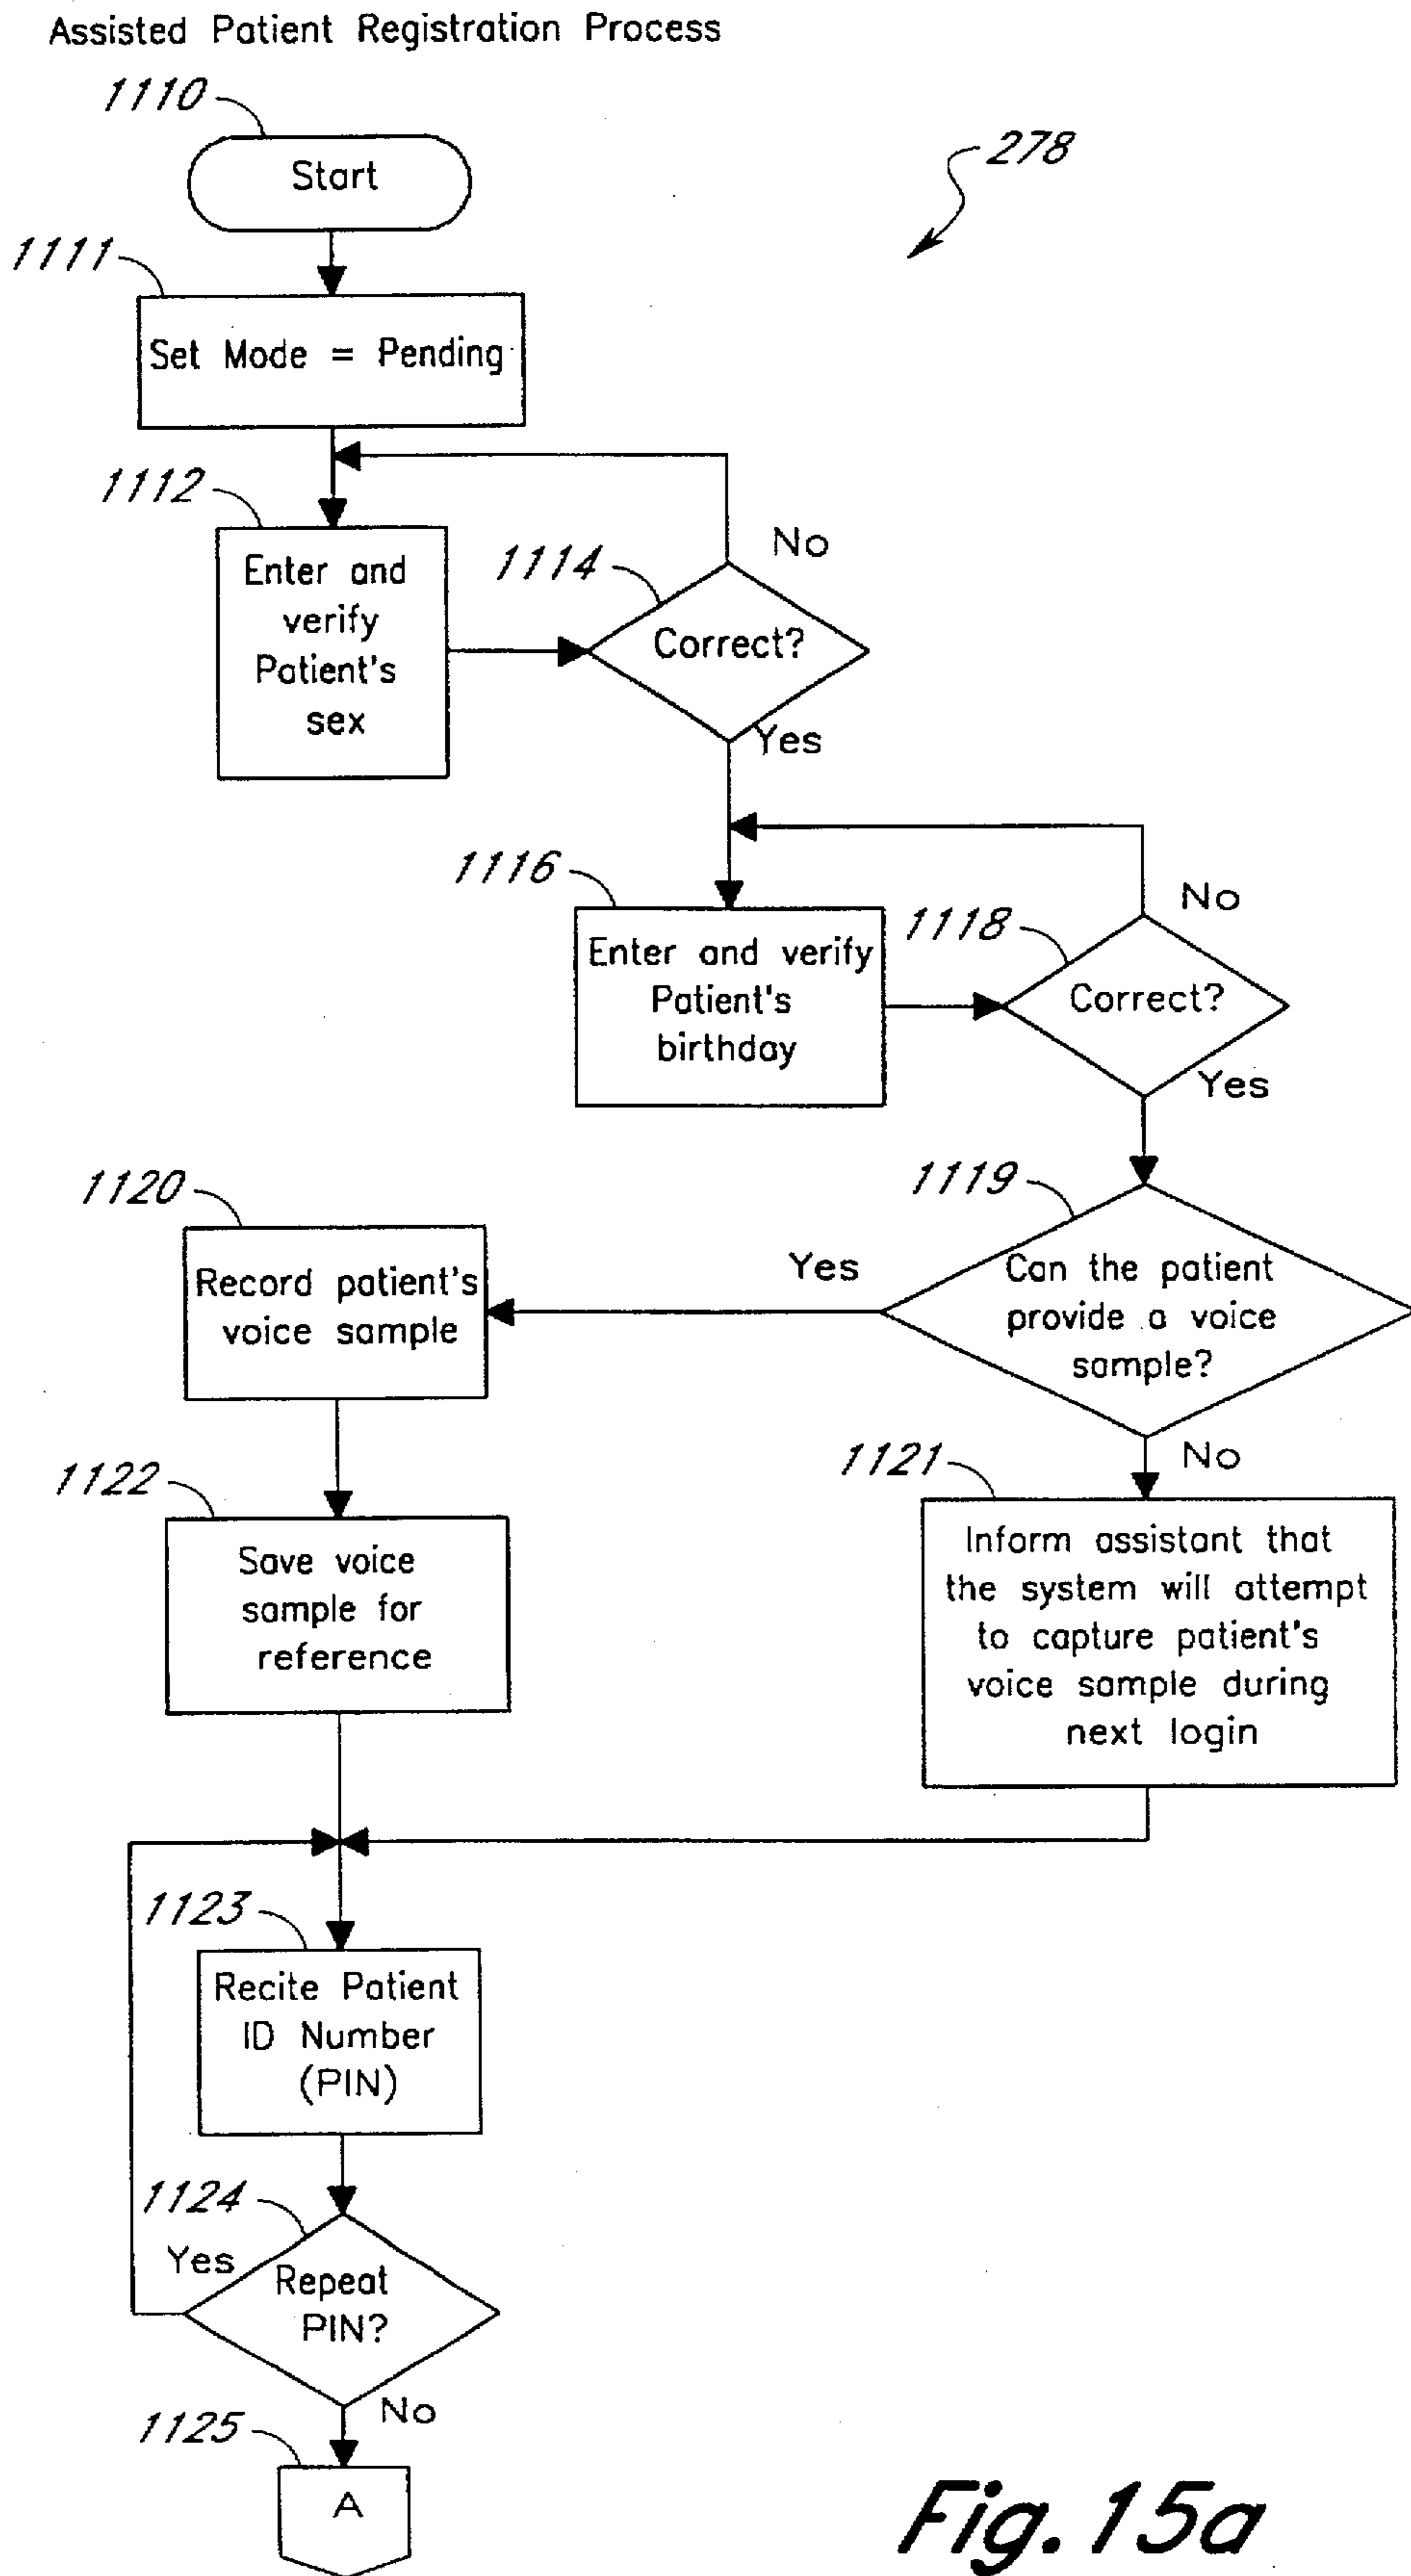 Assisted Patient Registration Process
1110
Start
278
1111
Set Mode = Pending
1112
Enter and
verify
Patient's
sex
1114
Correct?
No
Yes
1116
Enter and verify
Patient's
birthday
1118
Correct?
No
Yes
1119
Can the patient
provide a voice
sample?
Yes
No
1120
Record patient's
voice sample
1121
Inform assistant that
the system will attempt
to capture patient's
voice sample during
next login
1122
Save voice
sample for
reference
1123
Recite Patient
ID Number
(PIN)
1124
Yes
Repeat
PIN?
No
1125
A
Fig. 15a